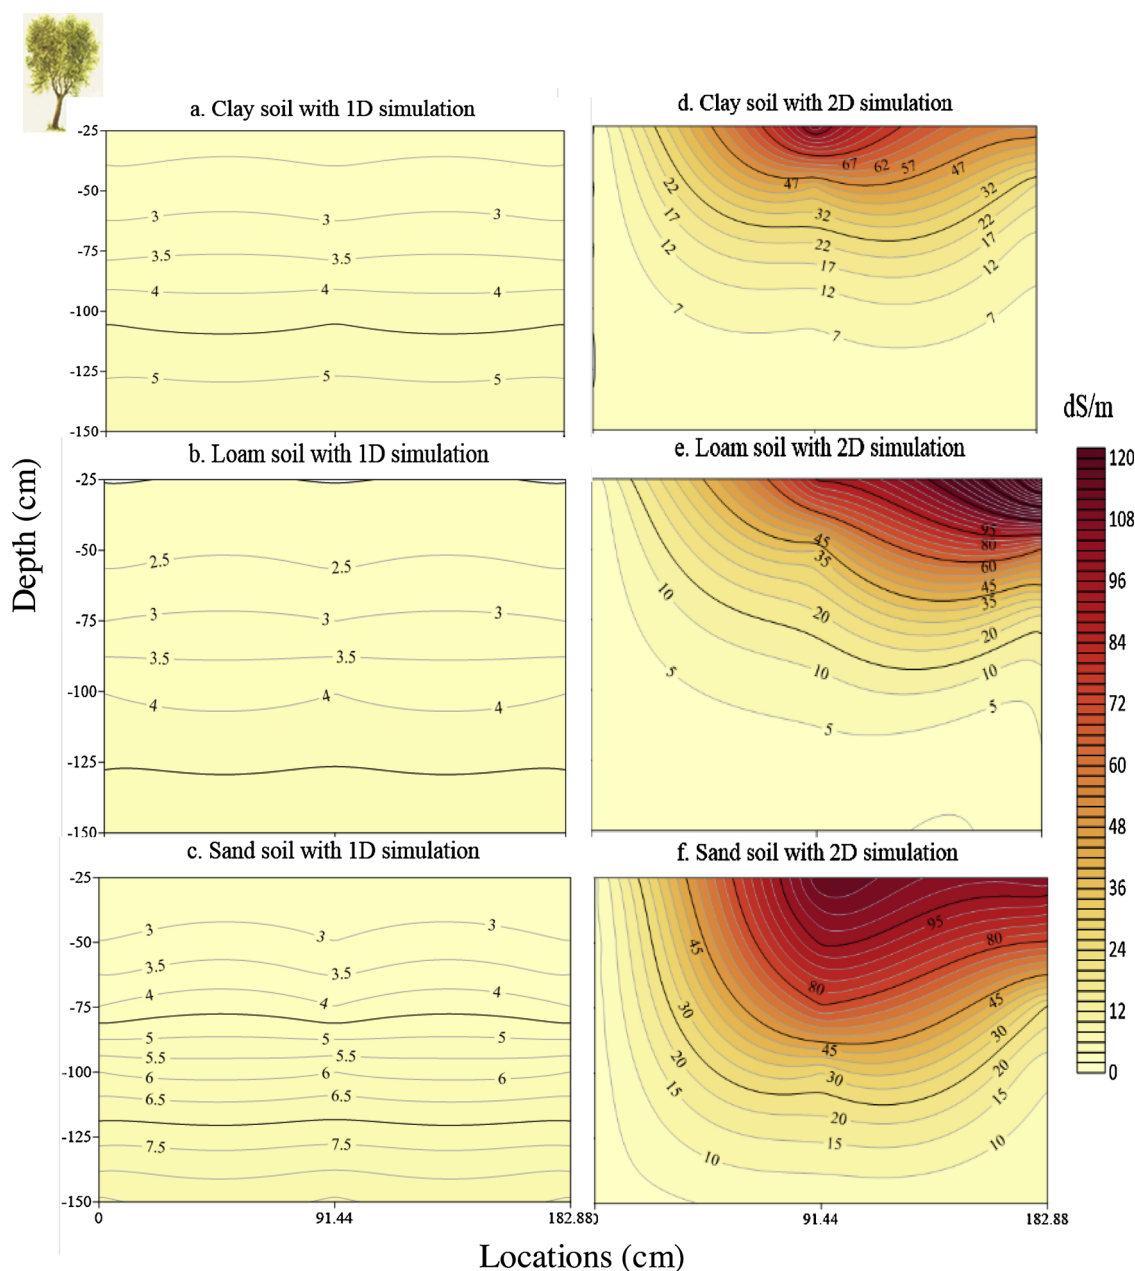 a. Clay soil with 1D simulation
-25
-50
-75
-100
-125
-150
3 3 3
3.5 3.5
4 4 4
5 5 5
d. Clay soil with 2D simulation
67 62 57 47
47
22 32 32
17 22 22
12 17 17
12 12
7 7 7
dS/m
120
108
96
84
72
60
48
36
24
12
0
Depth (cm)
b. Loam soil with 1D simulation
-25
-50
-75
-100
-125
-150
2.5 2.5
3 3 3
3.5 3.5
4 4 4
e. Loam soil with 2D simulation
95
80
45 60
35 45
10 20 35
20
5 10 10
5 5
c. Sand soil with 1D simulation
-25
-50
-75
-100
-125
-150
3 3 3
3.5 3.5
4 4 4
5 5 5
5.5 5.5
6 6 6
6.5 6.5
7.5 7.5
0 91.44 182.88
f. Sand soil with 2D simulation
95
45 80
80 45
30 45 30
20 30 20
15 20 15
10 15 10
91.44 182.88
Locations (cm)